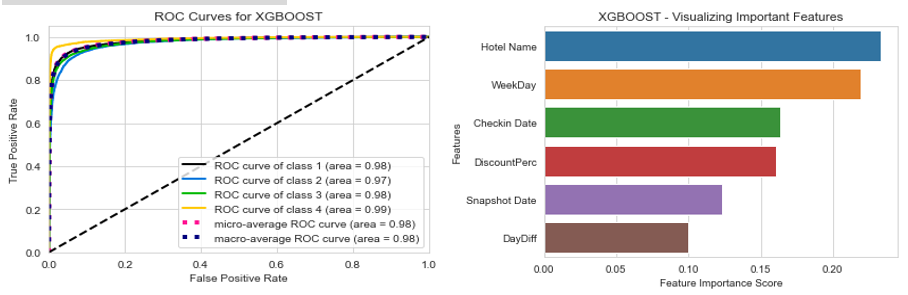 ROC Curves for XGBOOST
True Positive Rate
1.0
0.8
0.6
0.4
0.2
0.0
ROC curve of class 1 (area = 0.98)
ROC curve of class 2 (area = 0.97)
ROC curve of class 3 (area = 0.98)
ROC curve of class 4 (area = 0.99)
micro-average ROC curve (area = 0.98)
macro-average ROC curve (area = 0.98)
0.0 0.2 0.4 0.6 0.8 1.0
False Positive Rate
XGBOOST - Visualizing Important Features
Features
Hotel Name
WeekDay
Checkin Date
DiscountPerc
Snapshot Date
DayDiff
0.00 0.05 0.10 0.15 0.20
Feature Importance Score